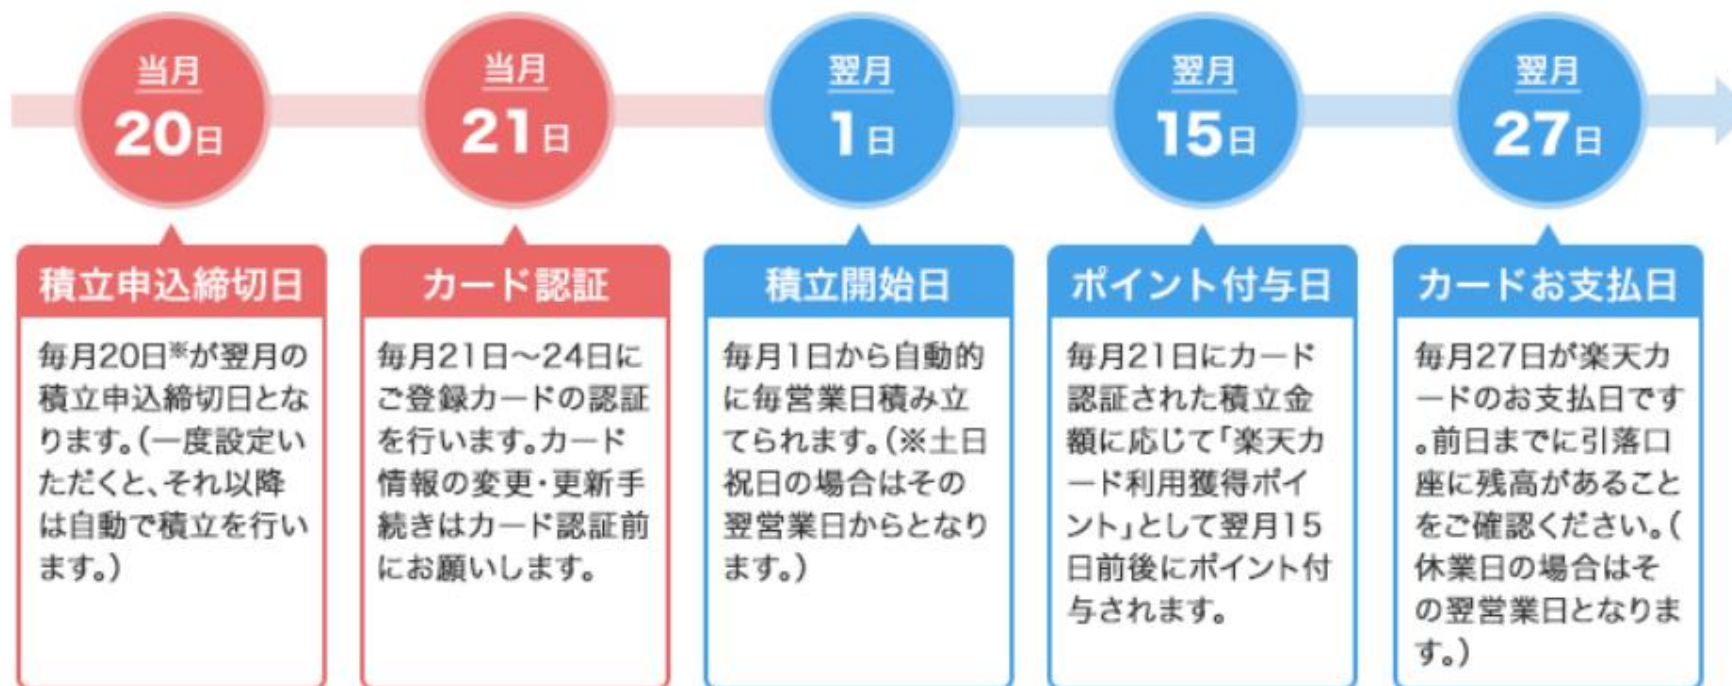 当月
20日
当月
21日
翌月
1日
翌月
15日
翌月
27日
積立申込締切日
毎月20日※が翌月の
積立申込締切日とな
ります。(一度設定い
ただくと、それ以降
は自動で積立を行い
ます。)
カード認証
毎月21日~24日に
ご登録カードの認証
を行います。カード
情報の変更・更新手
続きはカード認証前
にお願いします。
積立開始日
毎月1日から自動的
に毎営業日積み立
てられます。(※土日
祝日の場合はその
翌営業日からとなり
ます。)
ポイント付与日
毎月21日にカード
認証された積立金
額に応じて「楽天カ
ード利用獲得ポイ
ント」として翌月15
日前後にポイント付
与されます。
カードお支払日
毎月27日が楽天カ
ードのお支払日です
。前日までに引落口
座に残高があること
をご確認ください。(
休業日の場合はそ
の翌営業日となりま
す。)